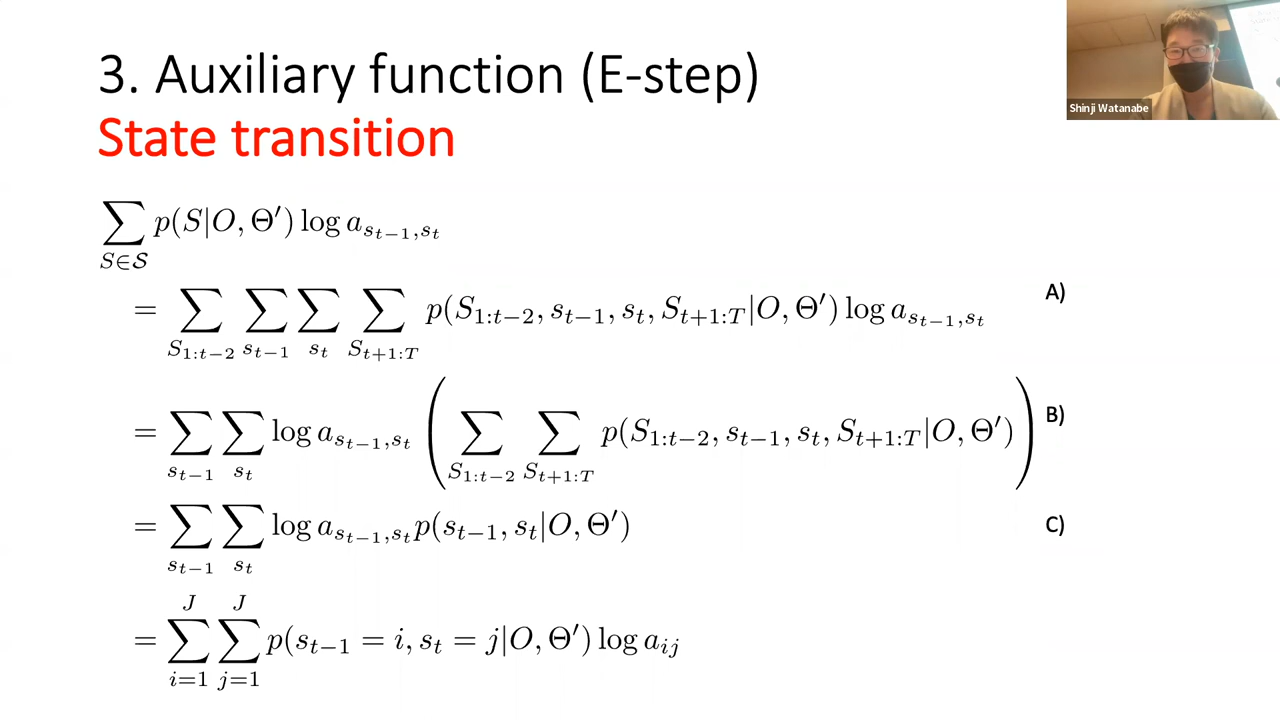 3. Auxiliary function (E-step)
State transition
Shinji Watanabe
∑_{S∈𝒮} p(S|O, Θ′) log a_{s_{t−1},s_t}
= ∑_{S_{1:t−2}} ∑_{s_{t−1}} ∑_{s_t} ∑_{S_{t+1:T}} p(S_{1:t−2}, s_{t−1}, s_t, S_{t+1:T}|O, Θ′) log a_{s_{t−1},s_t} A)
= ∑_{s_{t−1}} ∑_{s_t} log a_{s_{t−1},s_t} ( ∑_{S_{1:t−2}} ∑_{S_{t+1:T}} p(S_{1:t−2}, s_{t−1}, s_t, S_{t+1:T}|O, Θ′) ) B)
= ∑_{s_{t−1}} ∑_{s_t} log a_{s_{t−1},s_t} p(s_{t−1}, s_t|O, Θ′) C)
= ∑_{i=1}^{J} ∑_{j=1}^{J} p(s_{t−1} = i, s_t = j|O, Θ′) log a_{ij}